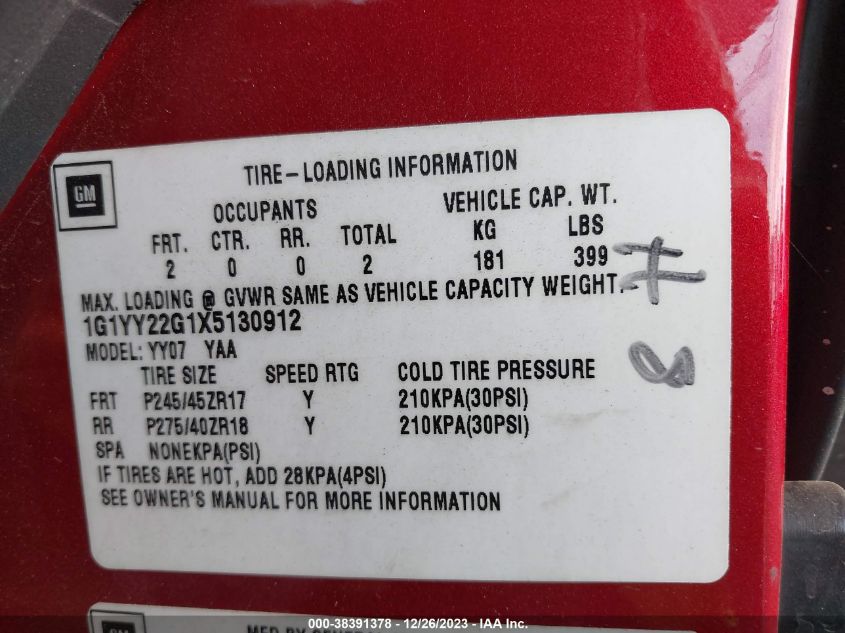 GM
TIRE-LOADING INFORMATION
OCCUPANTS VEHICLE CAP. WT.
FRT. CTR. RR. TOTAL KG LBS
2 0 0 2 181 399
MAX. LOADING @ GVWR SAME AS VEHICLE CAPACITY WEIGHT.
1G1YY22G1X5130912
MODEL: YY07 YAA
TIRE SIZE SPEED RTG COLD TIRE PRESSURE
FRT P245/45ZR17 Y 210KPA(30PSI)
RR P275/40ZR18 Y 210KPA(30PSI)
SPA NONEKPA(PSI)
IF TIRES ARE HOT, ADD 28KPA(4PSI)
SEE OWNER'S MANUAL FOR MORE INFORMATION
GM
MFD BY
000-38391378 - 12/26/2023 - IAA Inc.